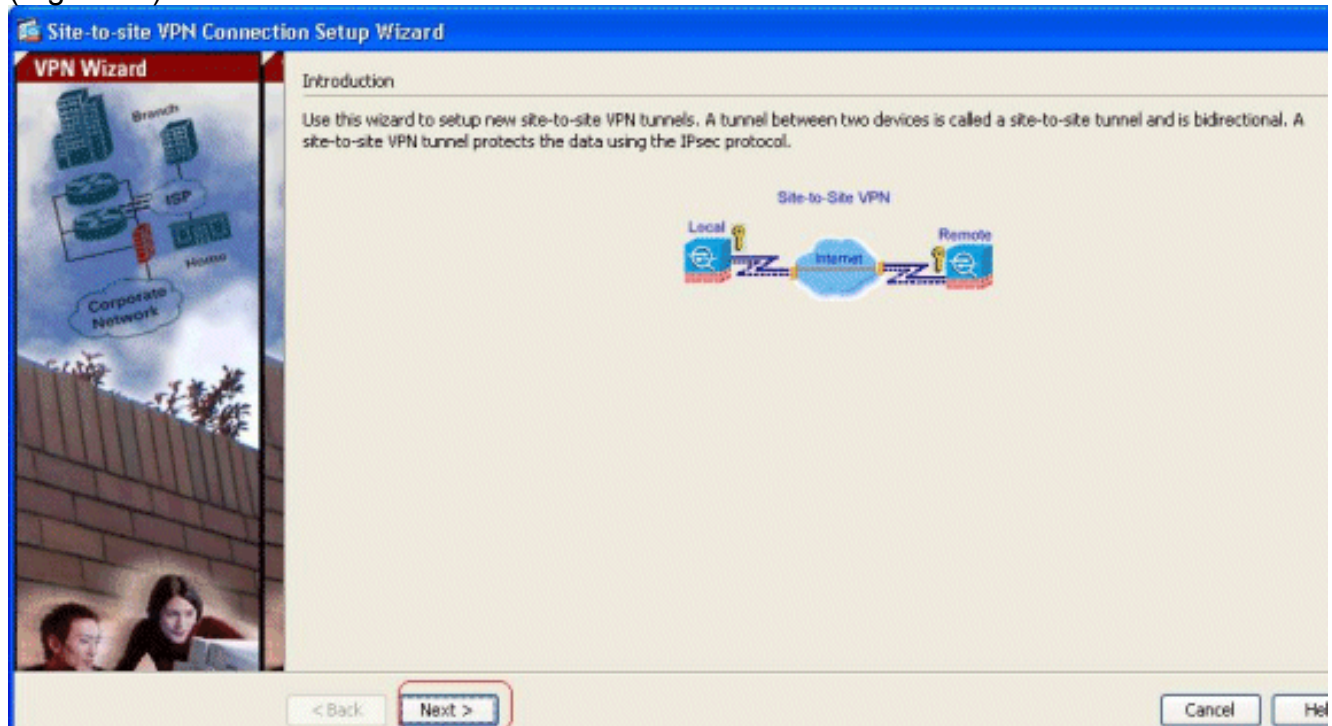 Site-to-site VPN Connection Setup Wizard
VPN Wizard
Branch
ISP
Home
Corporate
Network
Introduction
Use this wizard to setup new site-to-site VPN tunnels. A tunnel between two devices is called a site-to-site tunnel and is bidirectional. A
site-to-site VPN tunnel protects the data using the IPsec protocol.
Site-to-Site VPN
Local
Internet
Remote
< Back
Next >
Cancel
Hel